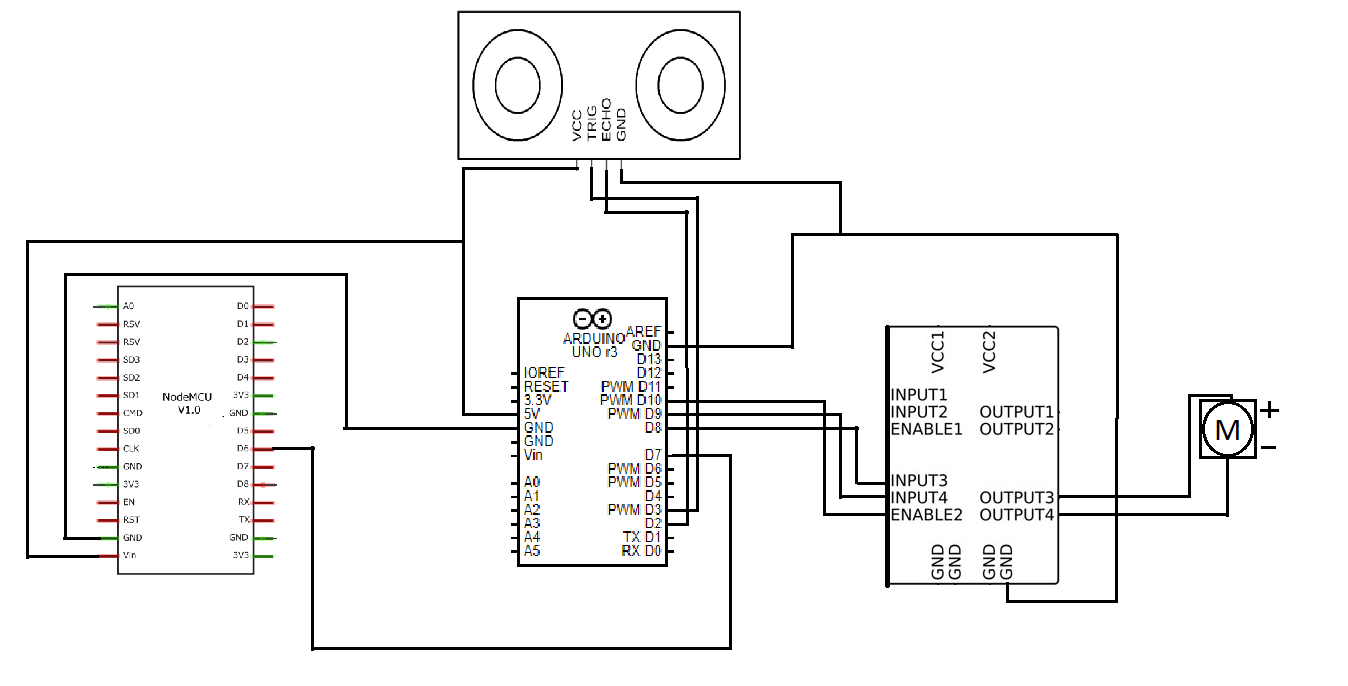 VCC
TRIG
ECHO
GND
A0
RSV
RSV
SD3
SD2
SD1
CMD
SD0
CLK
GND
3V3
EN
RST
GND
Vin
NodeMCU
V1.0
D0
D1
D2
D3
D4
3V3
GND
D5
D6
D7
D8
RX
TX
GND
3V3
ARDUINO
UNO r3
IOREF
RESET
3.3V
5V
GND
GND
Vin
A0
A1
A2
A3
A4
A5
AREF
GND
D13
D12
PWM D11
PWM D10
PWM D9
D8
D7
PWM D6
PWM D5
D4
PWM D3
D2
TX D1
RX D0
VCC1
VCC2
INPUT1
INPUT2
ENABLE1
INPUT3
INPUT4
ENABLE2
OUTPUT1
OUTPUT2
OUTPUT3
OUTPUT4
GND
GND
GND
GND
M
+
−